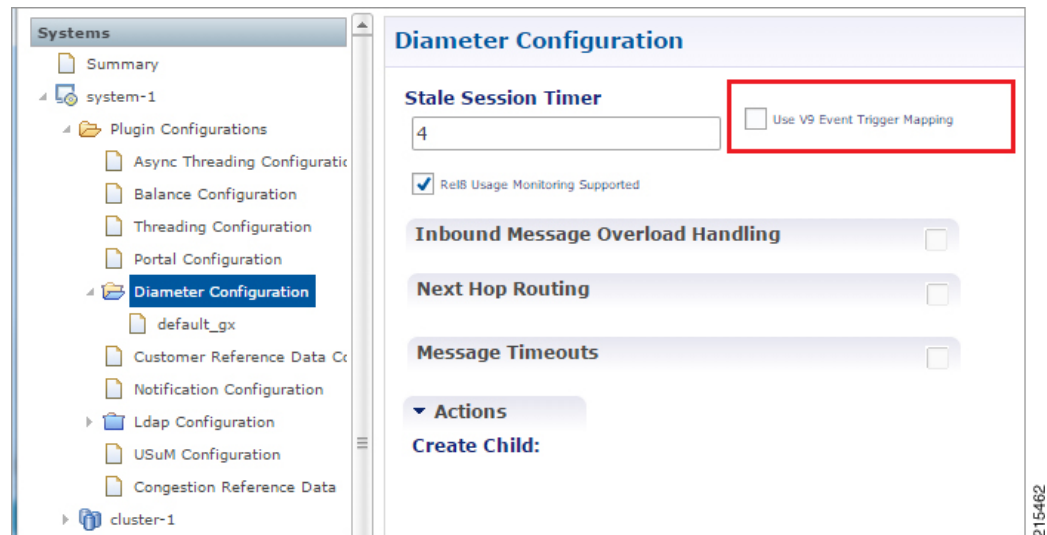 Systems
Summary
system-1
Plugin Configurations
Async Threading Configuratic
Balance Configuration
Threading Configuration
Portal Configuration
Diameter Configuration
default_gx
Customer Reference Data Co
Notification Configuration
Ldap Configuration
USuM Configuration
Congestion Reference Data
cluster-1
Diameter Configuration
Stale Session Timer
4
Use V9 Event Trigger Mapping
Rel8 Usage Monitoring Supported
Inbound Message Overload Handling
Next Hop Routing
Message Timeouts
Actions
Create Child:
215462